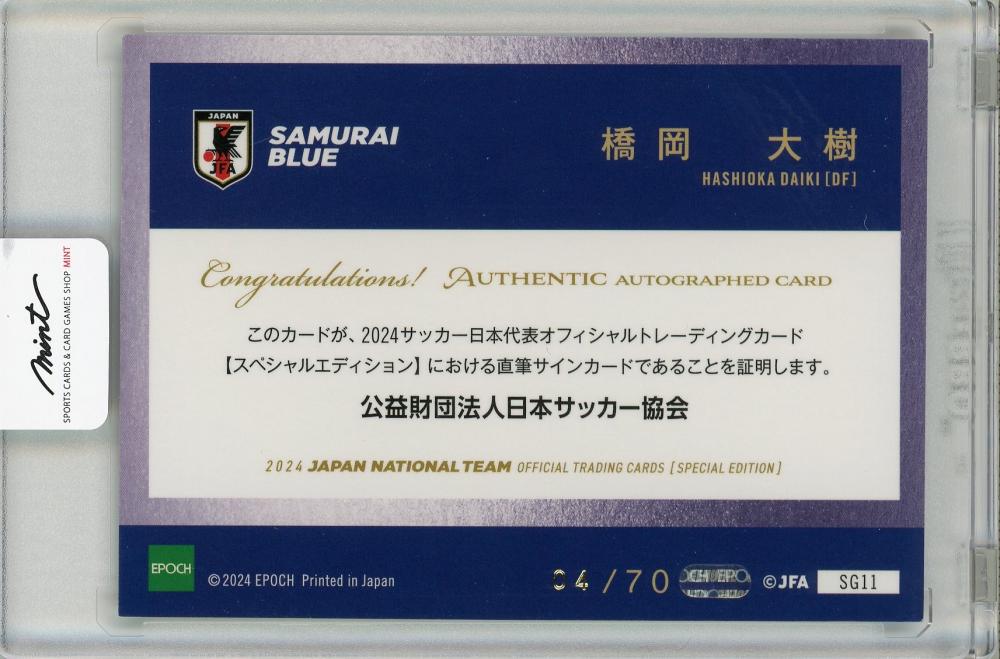 JAPAN
JFA
SAMURAI
BLUE
橋岡 大樹
HASHIOKA DAIKI [DF]
Congratulations! AUTHENTIC AUTOGRAPHED CARD
このカードが、2024サッカー日本代表オフィシャルトレーディングカード
【スペシャルエディション】における直筆サインカードであることを証明します。
公益財団法人日本サッカー協会
2024 JAPAN NATIONAL TEAM OFFICIAL TRADING CARDS [SPECIAL EDITION]
EPOCH
©2024 EPOCH Printed in Japan
04/70
©JFA
SG11
mint
SPORTS CARDS & CARD GAMES SHOP MINT